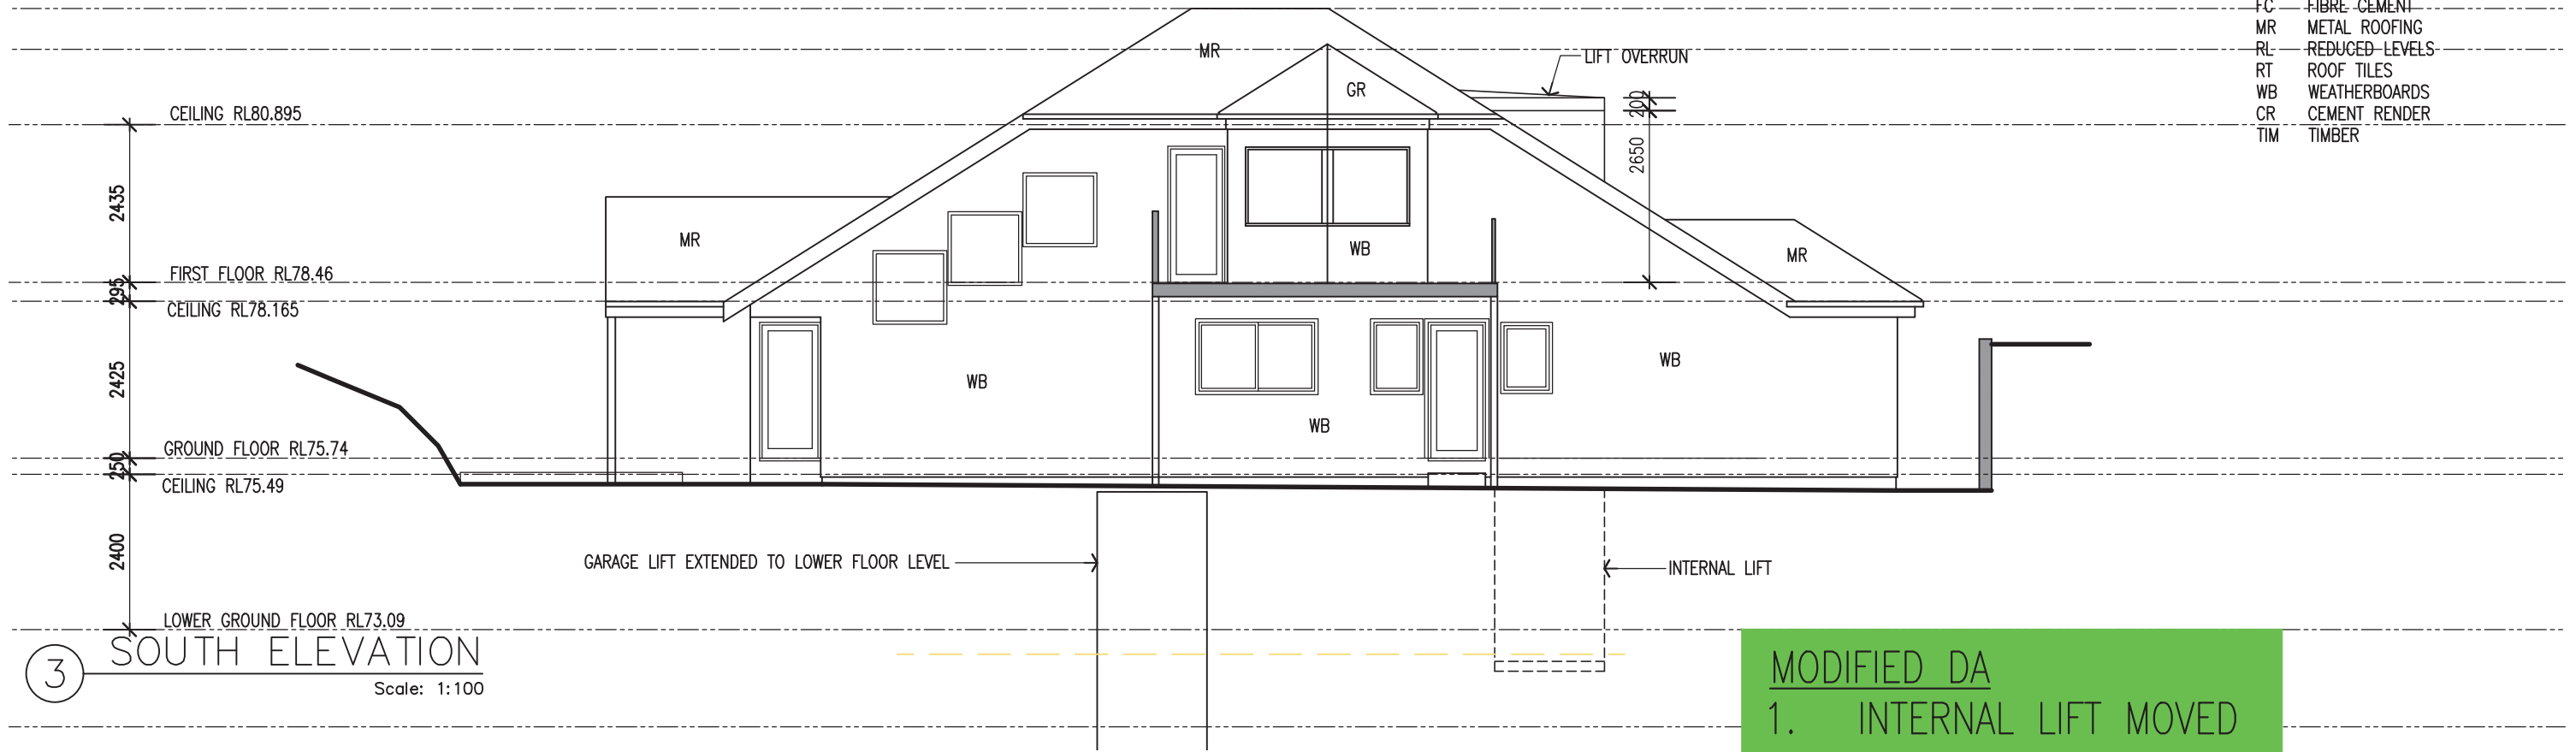 FC FIBRE CEMENT
MR METAL ROOFING
RL REDUCED LEVELS
RT ROOF TILES
WB WEATHERBOARDS
CR CEMENT RENDER
TIM TIMBER
MR
LIFT OVERRUN
GR
200
CEILING RL80.895
2650
2435
MR
WB
MR
FIRST FLOOR RL78.46
295
CEILING RL78.165
2425
WB
WB
WB
GROUND FLOOR RL75.74
250
CEILING RL75.49
2400
GARAGE LIFT EXTENDED TO LOWER FLOOR LEVEL
INTERNAL LIFT
LOWER GROUND FLOOR RL73.09
3 SOUTH ELEVATION
Scale: 1:100
MODIFIED DA
1. INTERNAL LIFT MOVED